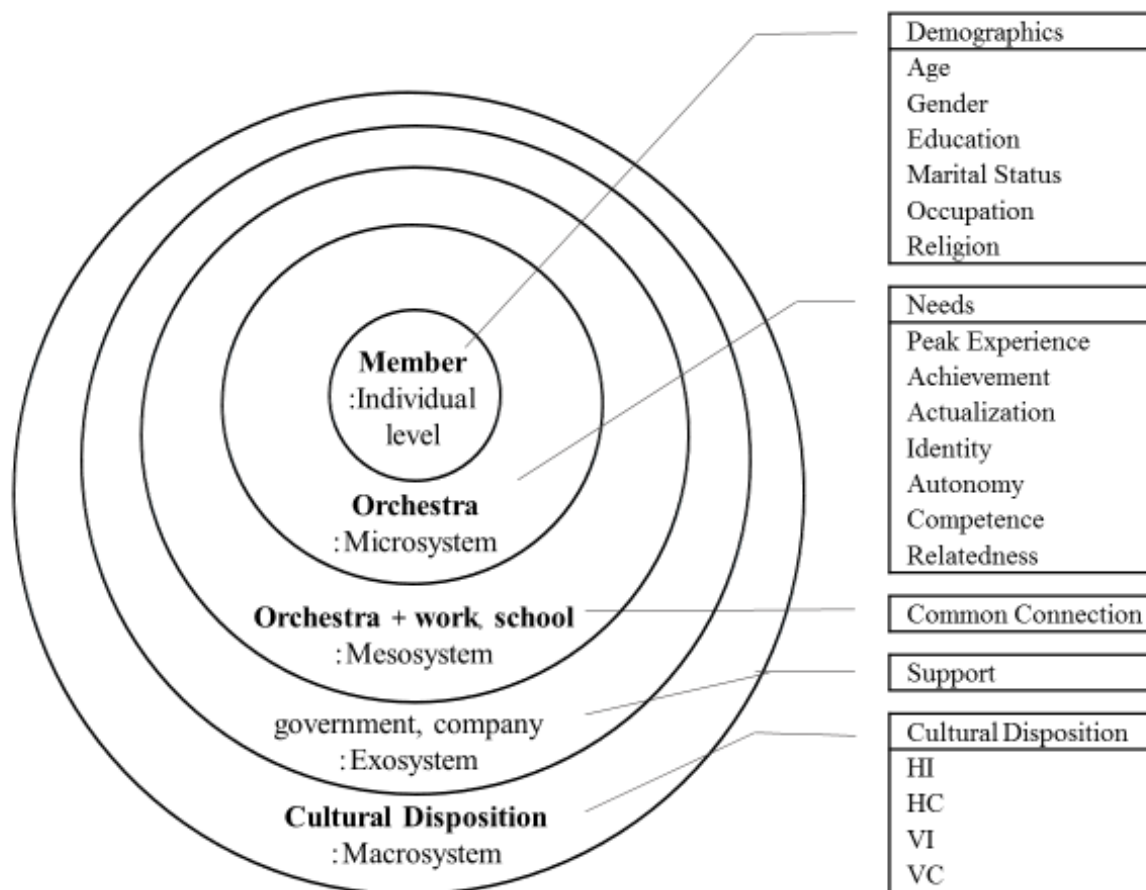 Member
:Individual
level
Orchestra
:Microsystem
Orchestra + work, school
:Mesosystem
government, company
:Exosystem
Cultural Disposition
:Macrosystem
Demographics
Age
Gender
Education
Marital Status
Occupation
Religion
Needs
Peak Experience
Achievement
Actualization
Identity
Autonomy
Competence
Relatedness
Common Connection
Support
Cultural Disposition
HI
HC
VI
VC